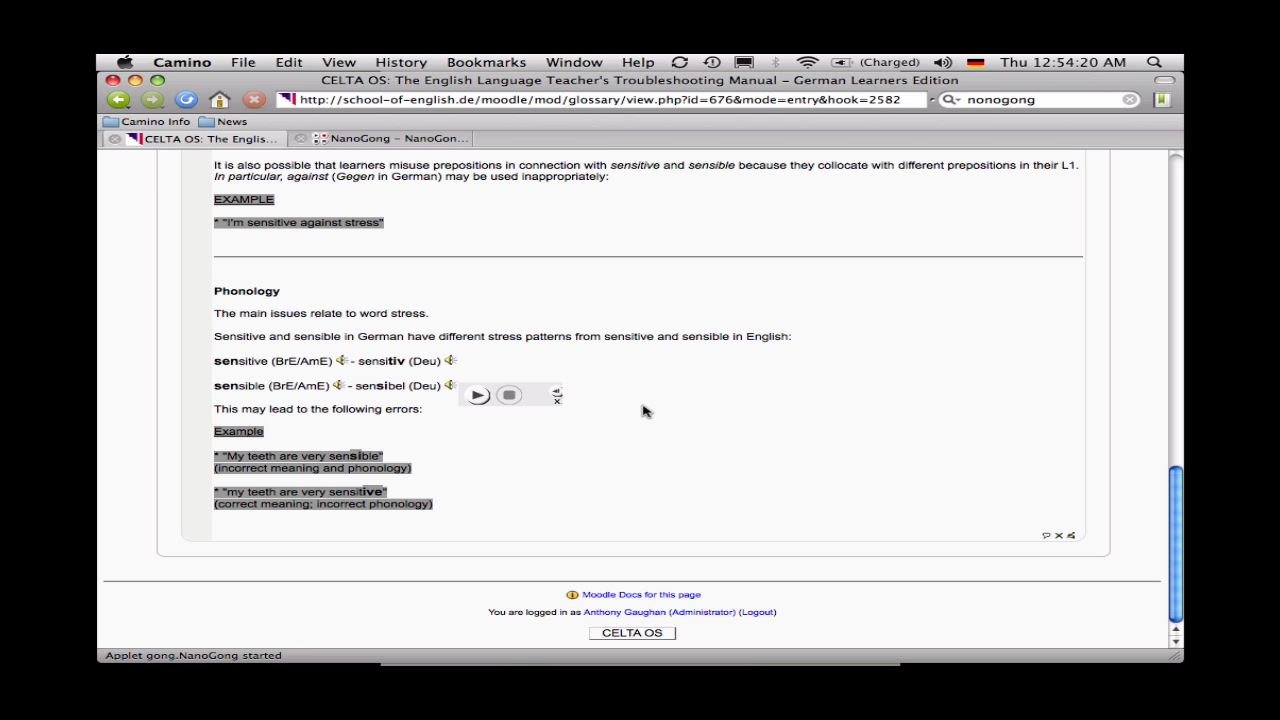 Camino File Edit View History Bookmarks Window Help (Charged) Thu 12:54:20 AM
CELTA OS: The English Language Teacher's Troubleshooting Manual – German Learners Edition
http://school-of-english.de/moodle/mod/glossary/view.php?id=676&mode=entry&hook=2582 nonogong
Camino Info News
CELTA OS: The Englis... NanoGong – NanoGon...
It is also possible that learners misuse prepositions in connection with sensitive and sensible because they collocate with different prepositions in their L1.
In particular, against (Gegen in German) may be used inappropriately:
EXAMPLE
* "I'm sensitive against stress"
Phonology
The main issues relate to word stress.
Sensitive and sensible in German have different stress patterns from sensitive and sensible in English:
sensitive (BrE/AmE) - sensitiv (Deu)
sensible (BrE/AmE) - sensibel (Deu)
This may lead to the following errors:
Example
* "My teeth are very sensible"
(incorrect meaning and phonology)
* "my teeth are very sensitive"
(correct meaning; incorrect phonology)
Moodle Docs for this page
You are logged in as Anthony Gaughan (Administrator) (Logout)
CELTA OS
Applet gong.NanoGong started